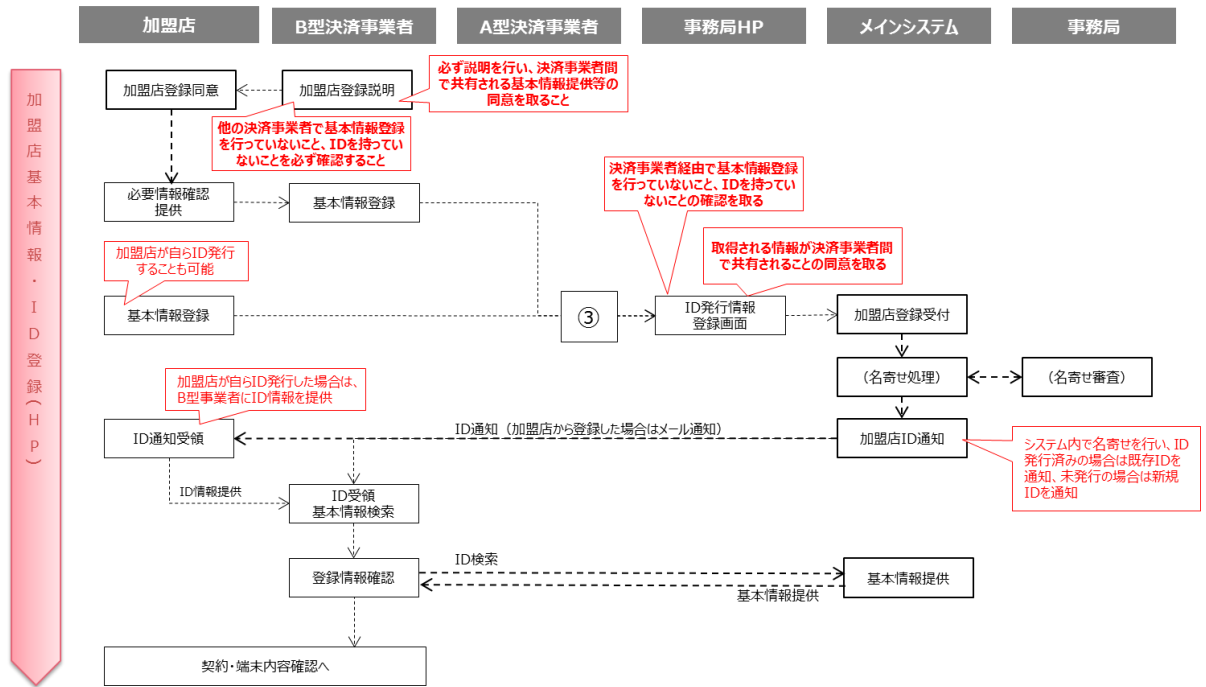 加盟店
B型決済事業者
A型決済事業者
事務局HP
メインシステム
事務局
加盟店基本情報・ID登録(HP)
加盟店登録同意
加盟店登録説明
必ず説明を行い、決済事業者間
で共有される基本情報提供等の
同意を取ること
他の決済事業者で基本情報登録
を行っていないこと、IDを持ってい
ないことを必ず確認すること
必要情報確認
提供
基本情報登録
決済事業者経由で基本情報登録
を行っていないこと、IDを持ってい
ないことの確認を取る
加盟店が自らID発行
することも可能
取得される情報が決済事業者間
で共有されることの同意を取る
基本情報登録
③
ID発行情報
登録画面
加盟店登録受付
(名寄せ処理)
(名寄せ審査)
加盟店が自らID発行した場合は、
B型事業者にID情報を提供
ID通知受領
ID通知(加盟店から登録した場合はメール通知)
加盟店ID通知
システム内で名寄せを行い、ID
発行済みの場合は既存IDを
通知、未発行の場合は新規
IDを通知
ID情報提供
ID受領
基本情報検索
登録情報確認
ID検索
基本情報提供
基本情報提供
契約・端末内容確認へ